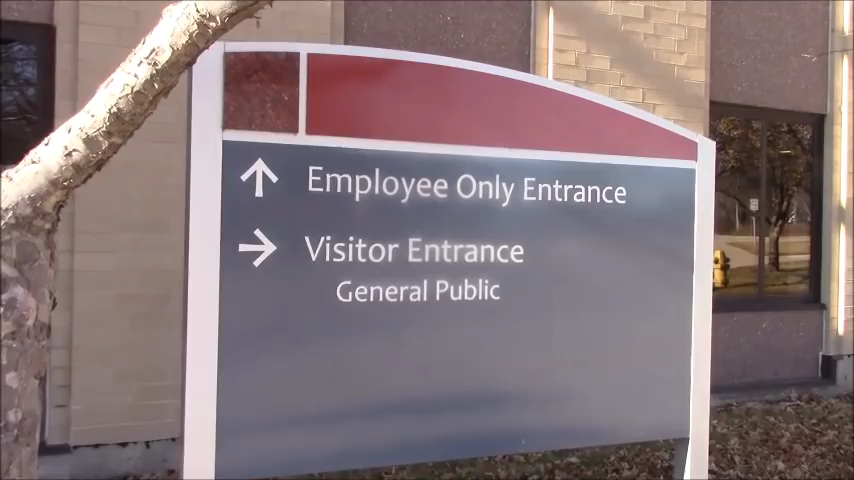 ↑ Employee Only Entrance
→ Visitor Entrance
General Public